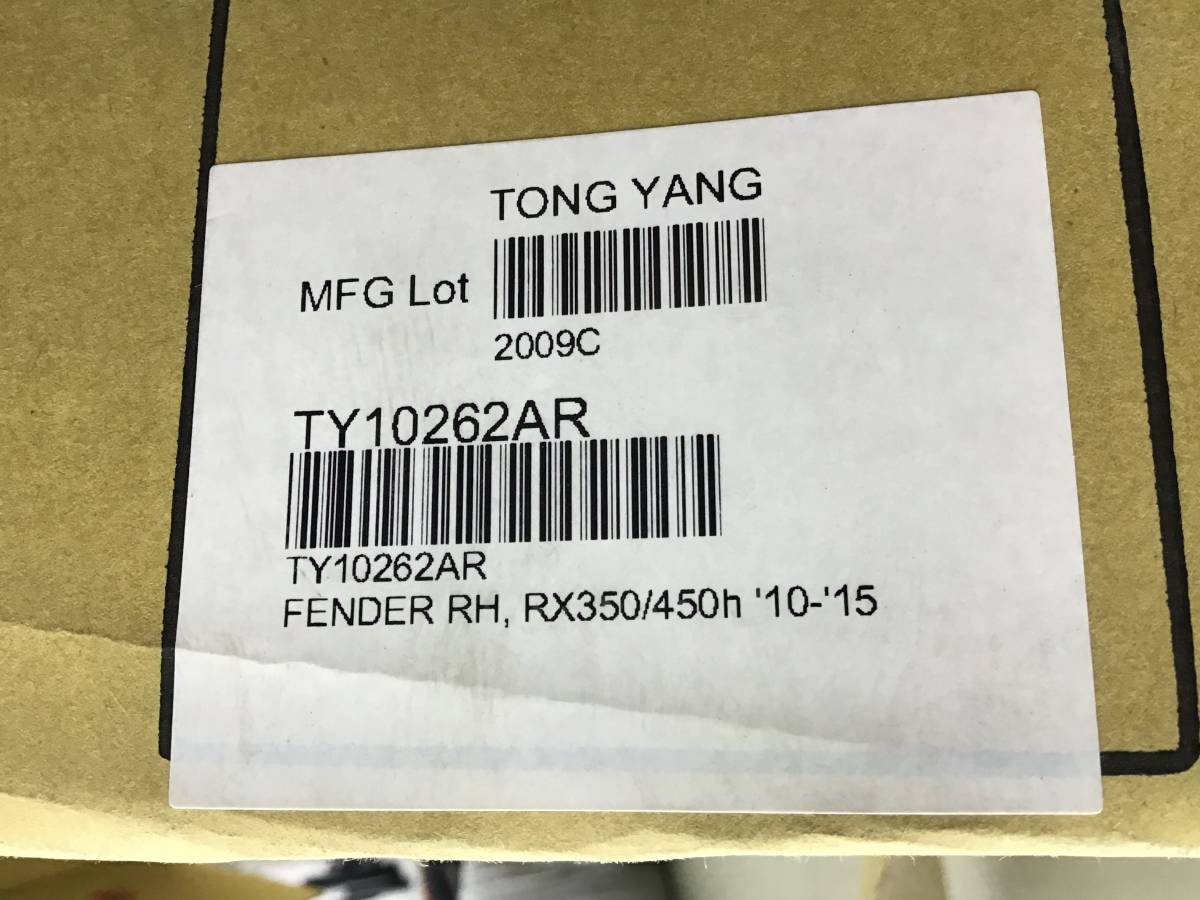 TONG YANG
MFG Lot
2009C
TY10262AR
TY10262AR
FENDER RH, RX350/450h '10-'15